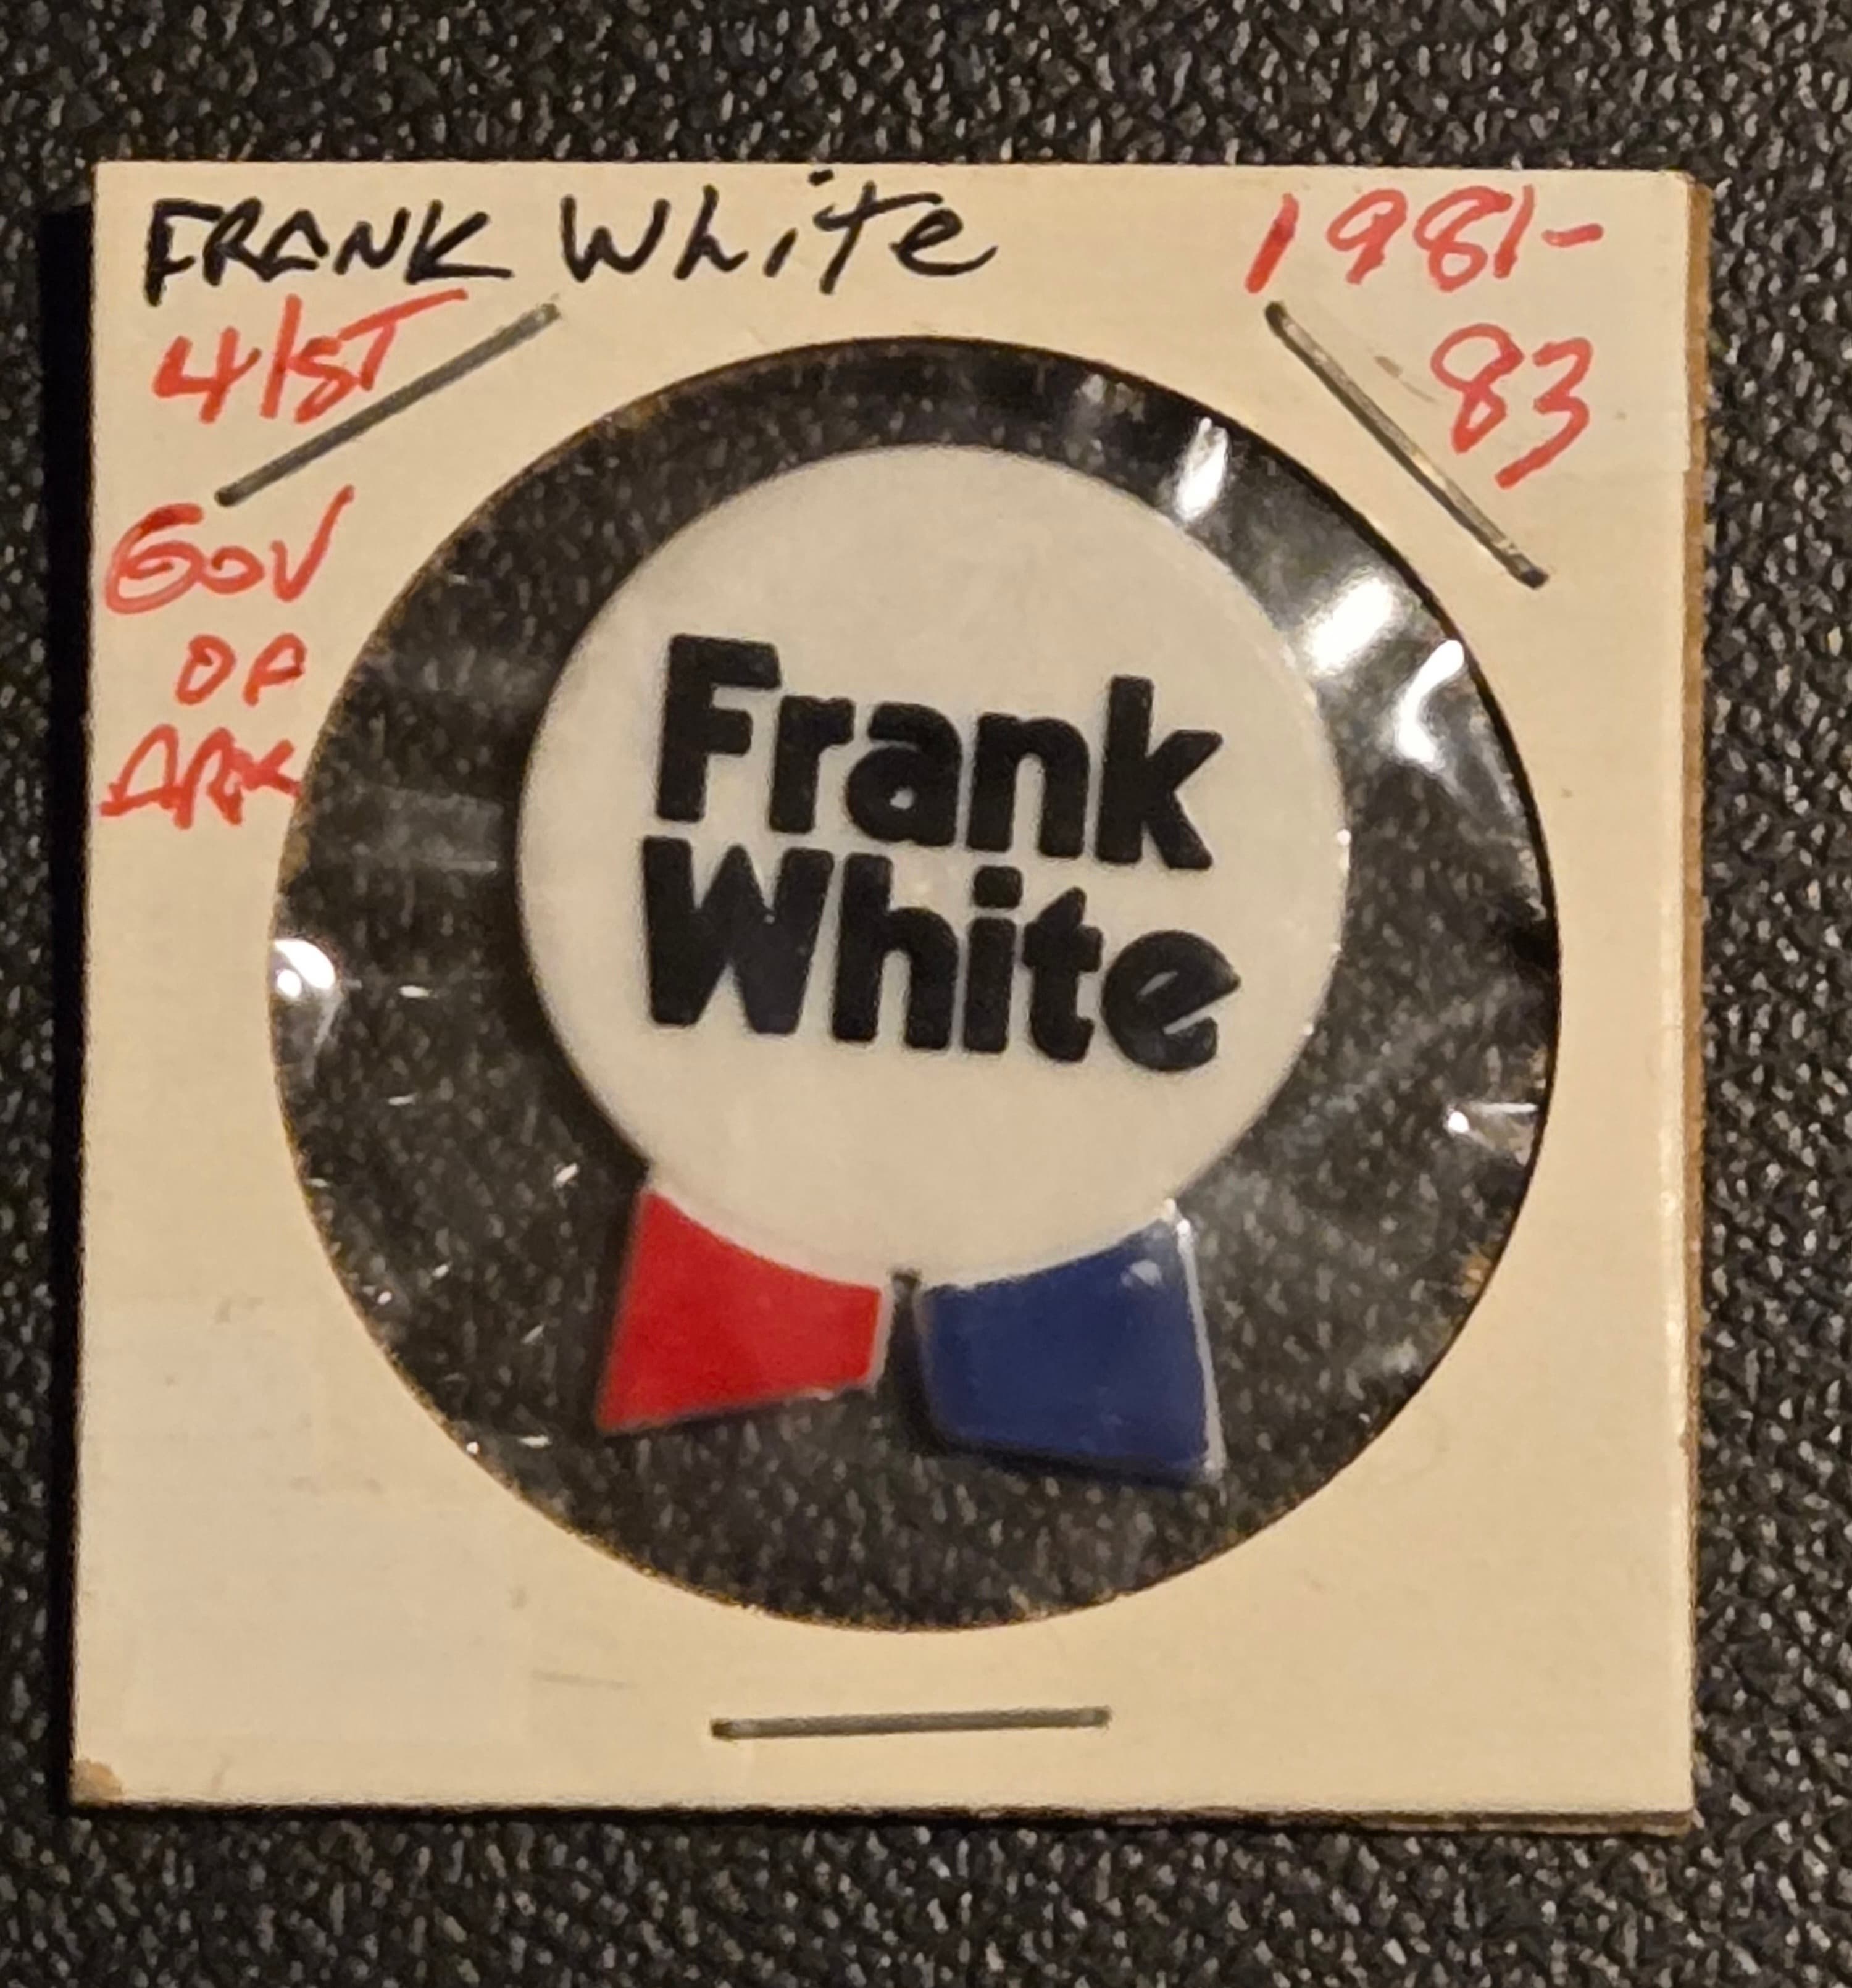 FRANK White
1981-
83
41ST
GOV
OF
ARK
Frank
White